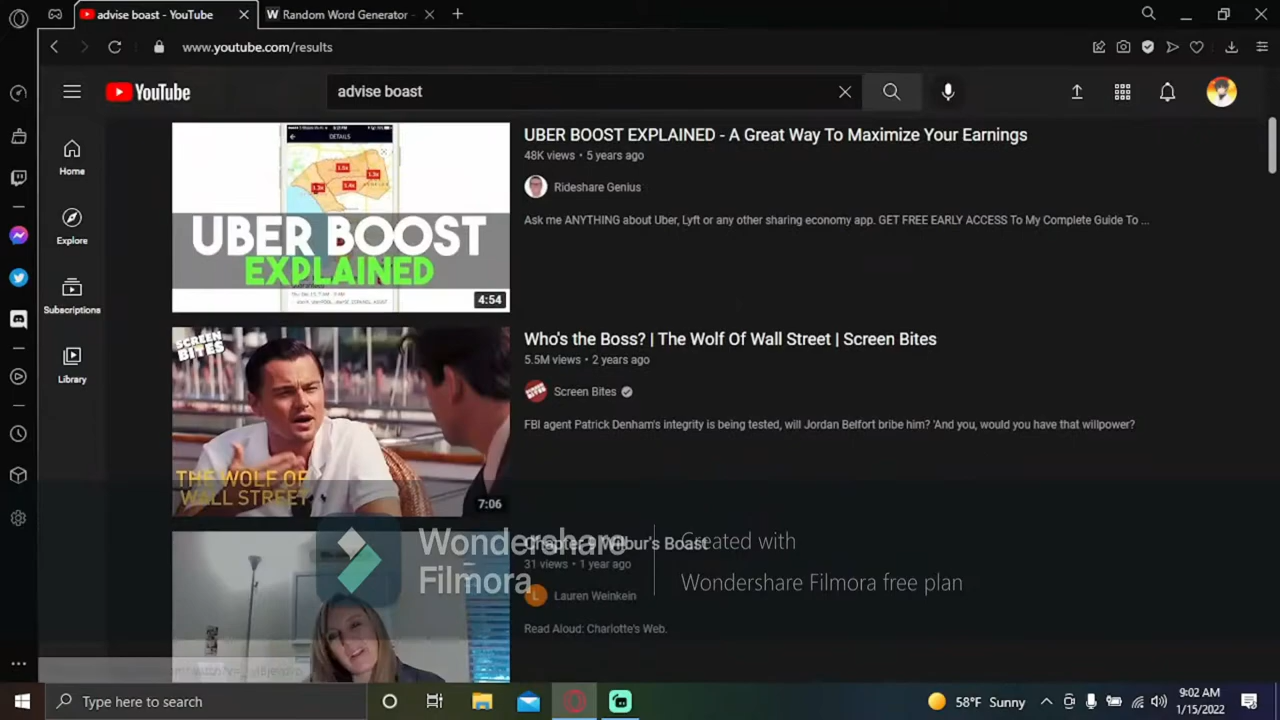 advise boast - YouTube
Random Word Generator -
www.youtube.com/results
YouTube
advise boast
Home
Explore
Subscriptions
Library
DETAILS
UBER BOOST
EXPLAINED
4:54
UBER BOOST EXPLAINED - A Great Way To Maximize Your Earnings
48K views • 5 years ago
Rideshare Genius
Ask me ANYTHING about Uber, Lyft or any other sharing economy app. GET FREE EARLY ACCESS To My Complete Guide To ...
SCREEN
BITES
THE WOLF OF
WALL STREET
7:06
Who's the Boss? | The Wolf Of Wall Street | Screen Bites
5.5M views • 2 years ago
Screen Bites
FBI agent Patrick Denham's integrity is being tested, will Jordan Belfort bribe him? 'And you, would you have that willpower?
Chapter 9 Wilbur's Boast
31 views • 1 year ago
L
Lauren Weinkein
Read Aloud: Charlotte's Web.
Wondershare
Filmora
Created with
Wondershare Filmora free plan
Type here to search
58°F Sunny
9:02 AM
1/15/2022